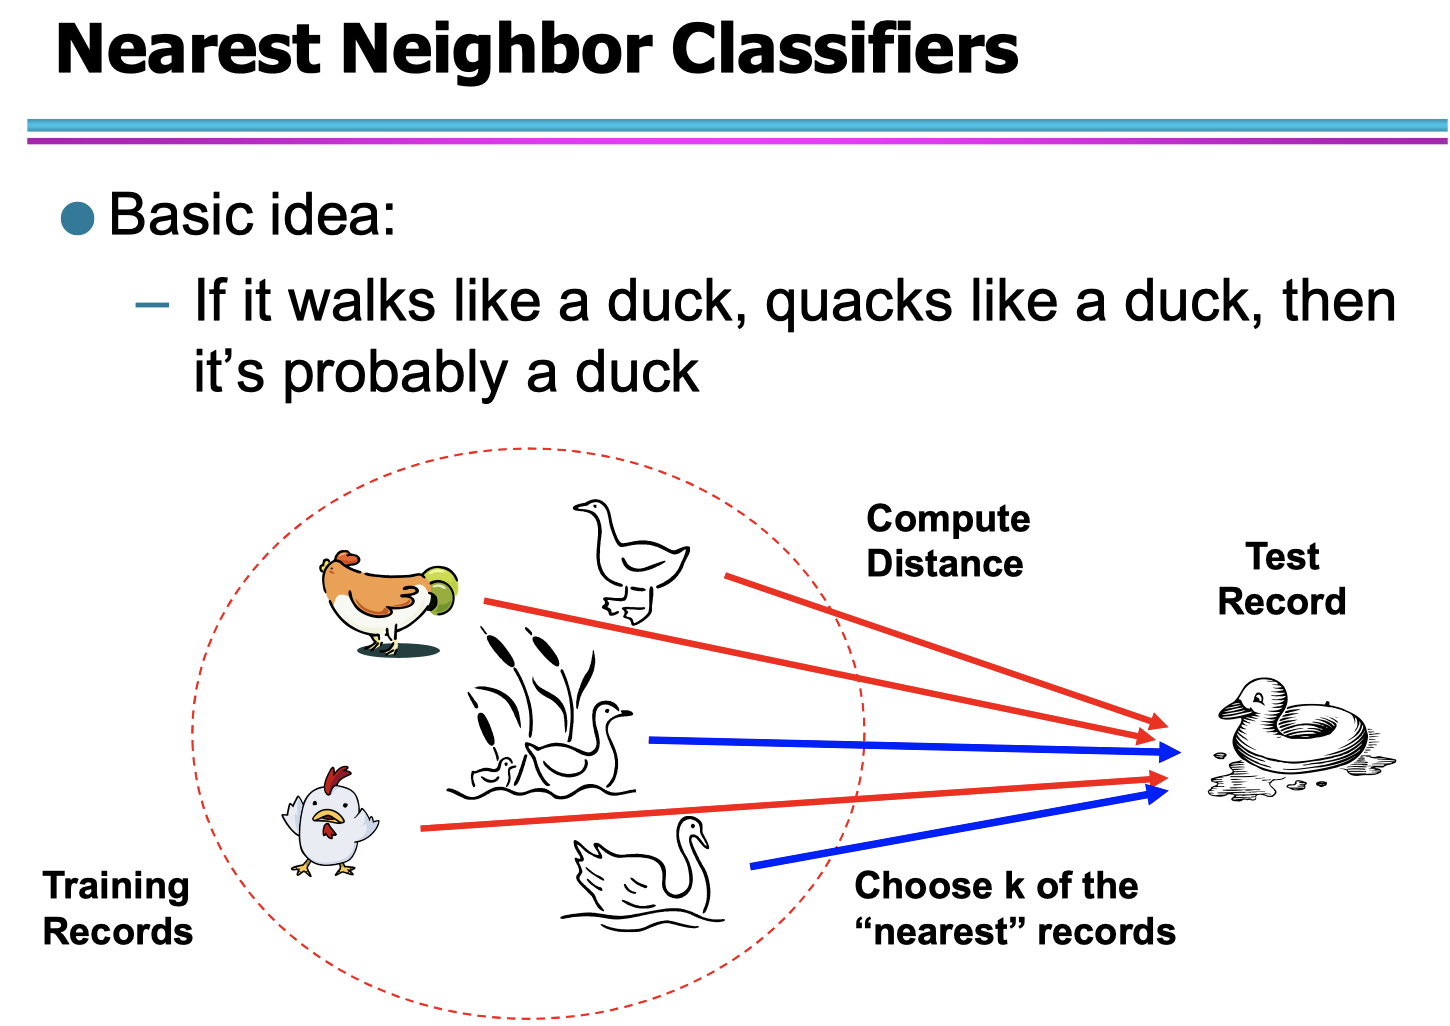 Nearest Neighbor Classifiers
Basic idea:
– If it walks like a duck, quacks like a duck, then
it’s probably a duck
Compute
Distance
Test
Record
Training
Records
Choose k of the
“nearest” records